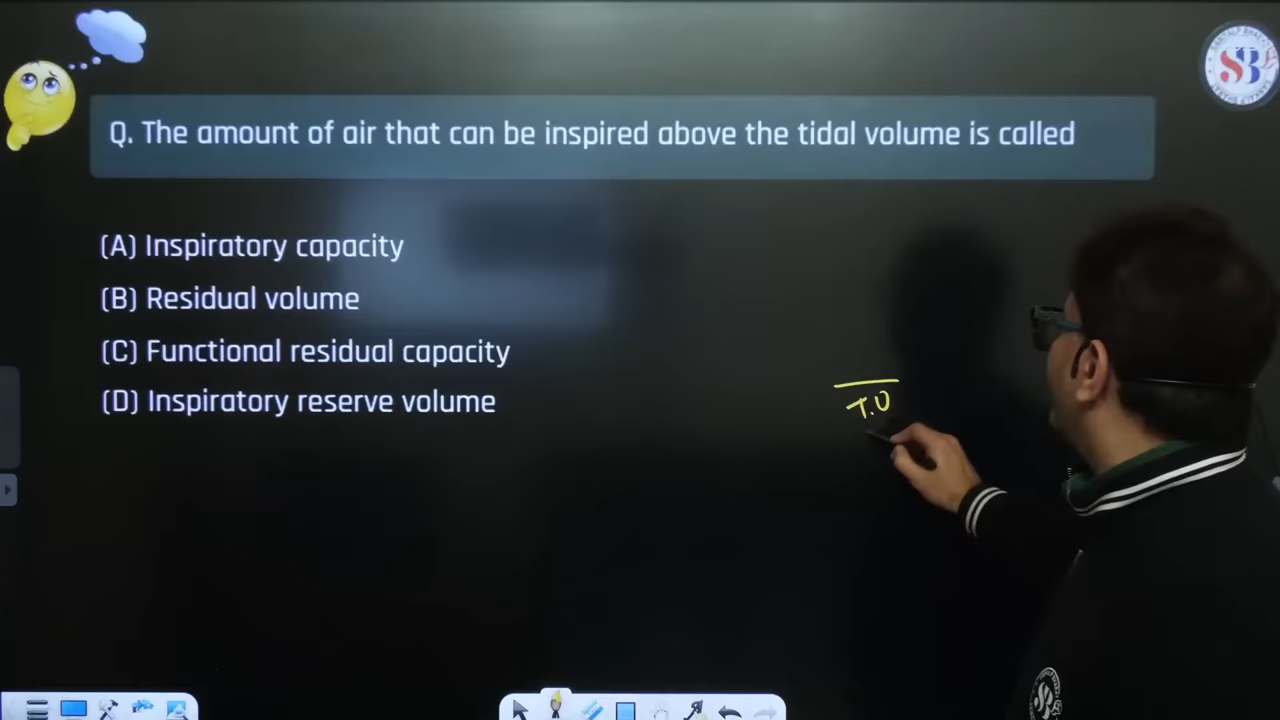 Q. The amount of air that can be inspired above the tidal volume is called
(A) Inspiratory capacity
(B) Residual volume
(C) Functional residual capacity
(D) Inspiratory reserve volume
T.V
SB